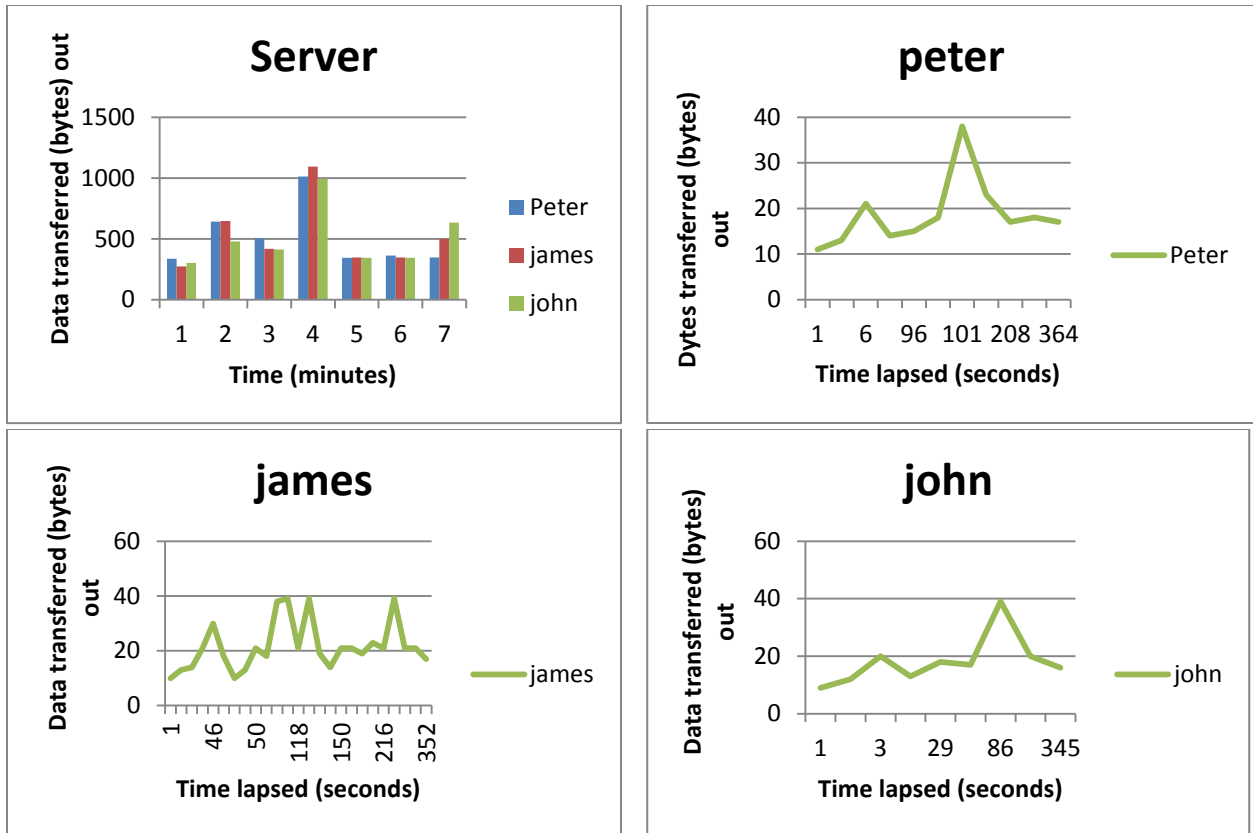 Server
Data transferred (bytes) out
1500
1000
500
0
1 2 3 4 5 6 7
Time (minutes)
Peter
james
john
peter
Dytes transferred (bytes)
out
40
30
20
10
0
1 6 96 101 208 364
Time lapsed (seconds)
Peter
james
Data transferred (bytes)
out
60
40
20
0
1 46 50 118 150 216 352
Time lapsed (seconds)
james
john
Data transferred (bytes)
out
60
40
20
0
1 3 29 86 345
Time lapsed (seconds)
john